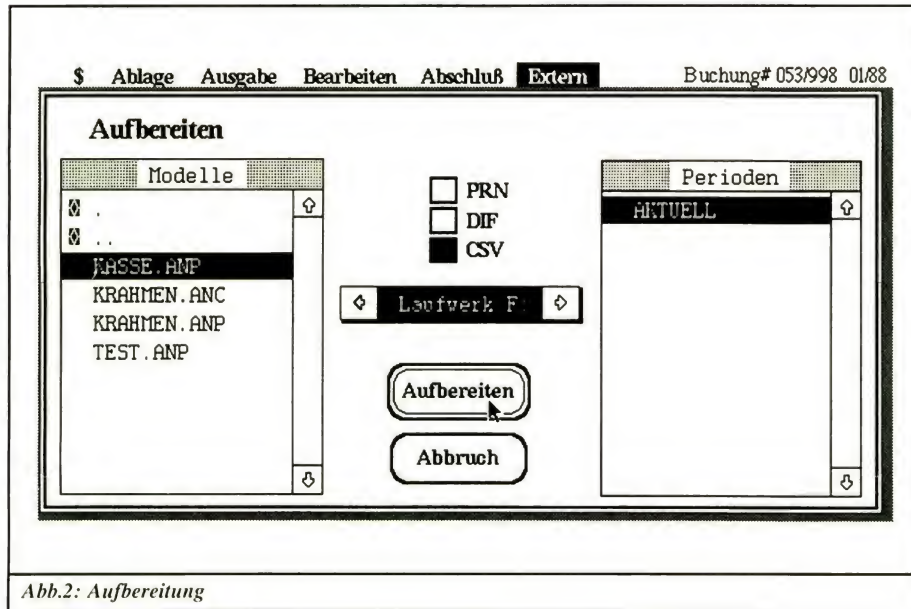 $ Ablage Ausgabe Bearbeiten Abschluß Extern Buchung# 053/998 01/88
Aufbereiten
Modelle
.
..
KASSE.ANP
KRAHMEN.ANC
KRAHMEN.ANP
TEST.ANP
PRN
DIF
CSV
Laufwerk F:
Aufbereiten
Abbruch
Perioden
AKTUELL
Abb.2: Aufbereitung